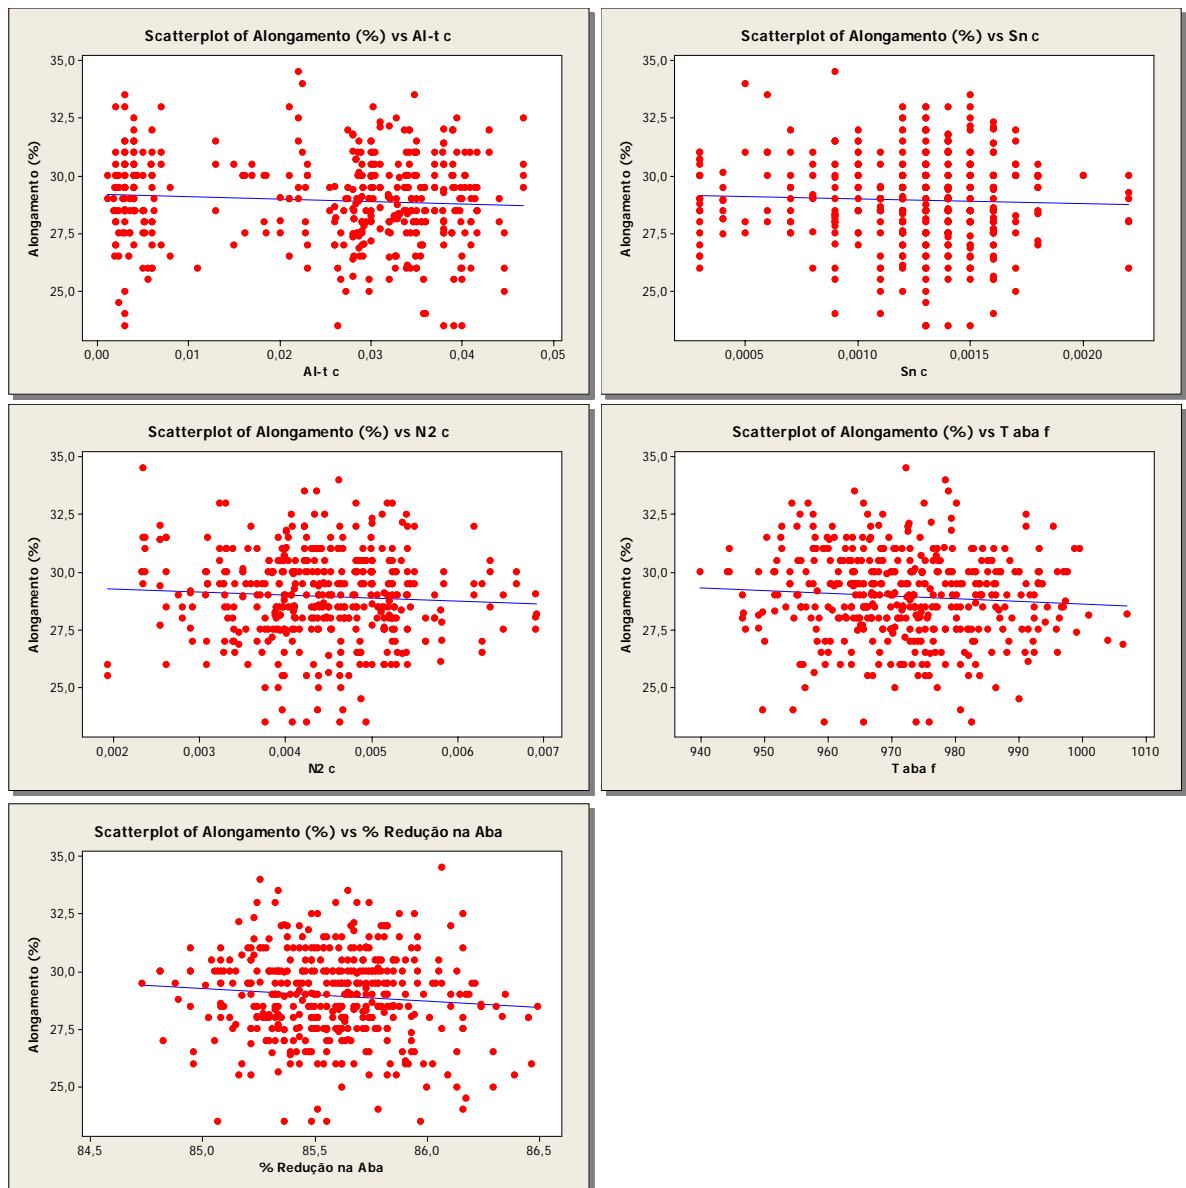 Scatterplot of Alongamento (%) vs Al-t c
35,0
32,5
30,0
27,5
25,0
Alongamento (%)
0,00 0,01 0,02 0,03 0,04 0,05
Al-t c
Scatterplot of Alongamento (%) vs Sn c
35,0
32,5
30,0
27,5
25,0
Alongamento (%)
0,0005 0,0010 0,0015 0,0020
Sn c
Scatterplot of Alongamento (%) vs N2 c
35,0
32,5
30,0
27,5
25,0
Alongamento (%)
0,002 0,003 0,004 0,005 0,006 0,007
N2 c
Scatterplot of Alongamento (%) vs T aba f
35,0
32,5
30,0
27,5
25,0
Alongamento (%)
940 950 960 970 980 990 1000 1010
T aba f
Scatterplot of Alongamento (%) vs % Redução na Aba
35,0
32,5
30,0
27,5
25,0
Alongamento (%)
84,5 85,0 85,5 86,0 86,5
% Redução na Aba